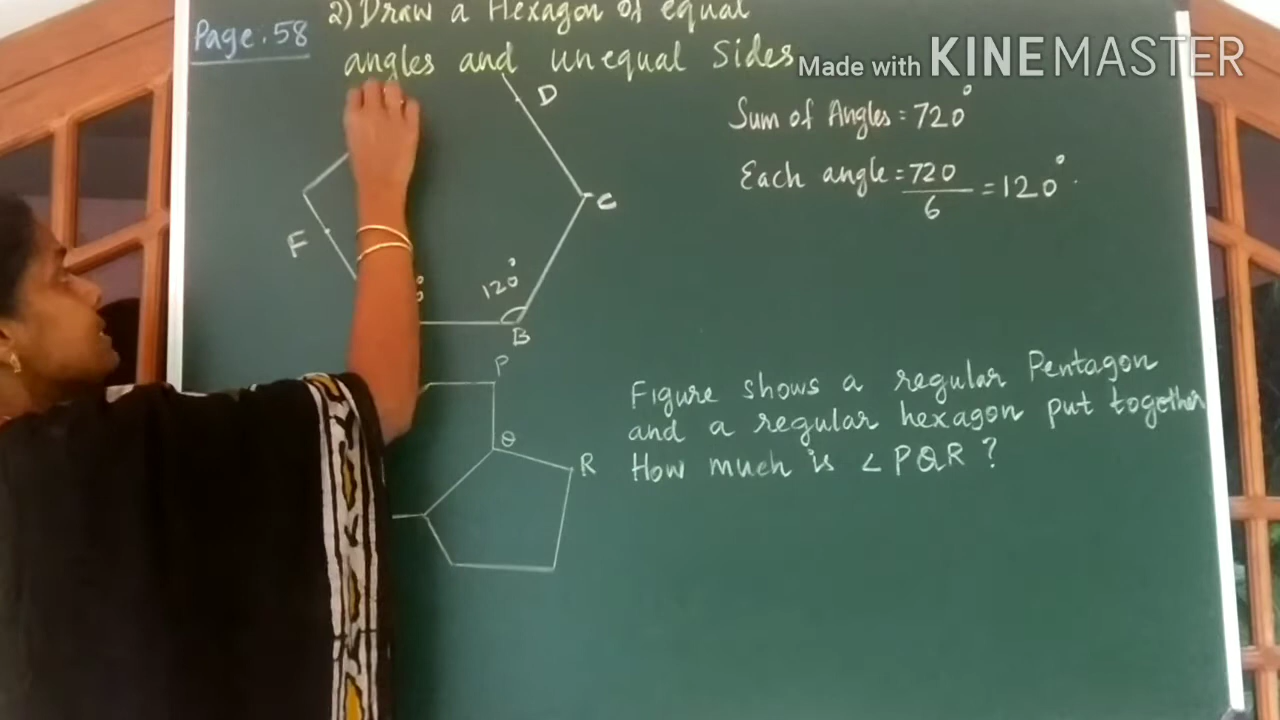 Page.58
2) Draw a Hexagon of equal
angles and unequal Sides
Made with KINEMASTER
D
Sum of Angles = 720°
Each angle = 720/6 = 120°.
C
F
120°
B
P
Figure shows a regular Pentagon
and a regular hexagon put together
How much is ∠PQR?
Q
R